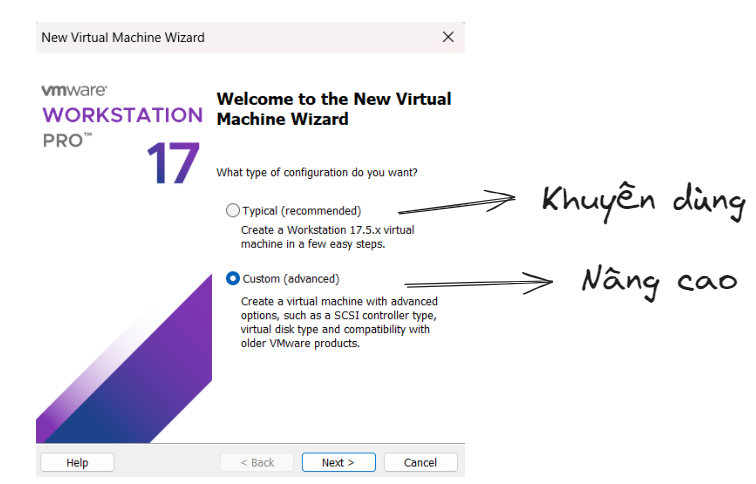 New Virtual Machine Wizard
vmware
WORKSTATION
PRO™
17
Welcome to the New Virtual
Machine Wizard
What type of configuration do you want?
Typical (recommended)
Create a Workstation 17.5.x virtual
machine in a few easy steps.
Khuyên dùng
Custom (advanced)
Create a virtual machine with advanced
options, such as a SCSI controller type,
virtual disk type and compatibility with
older VMware products.
Nâng cao
Help
< Back
Next >
Cancel